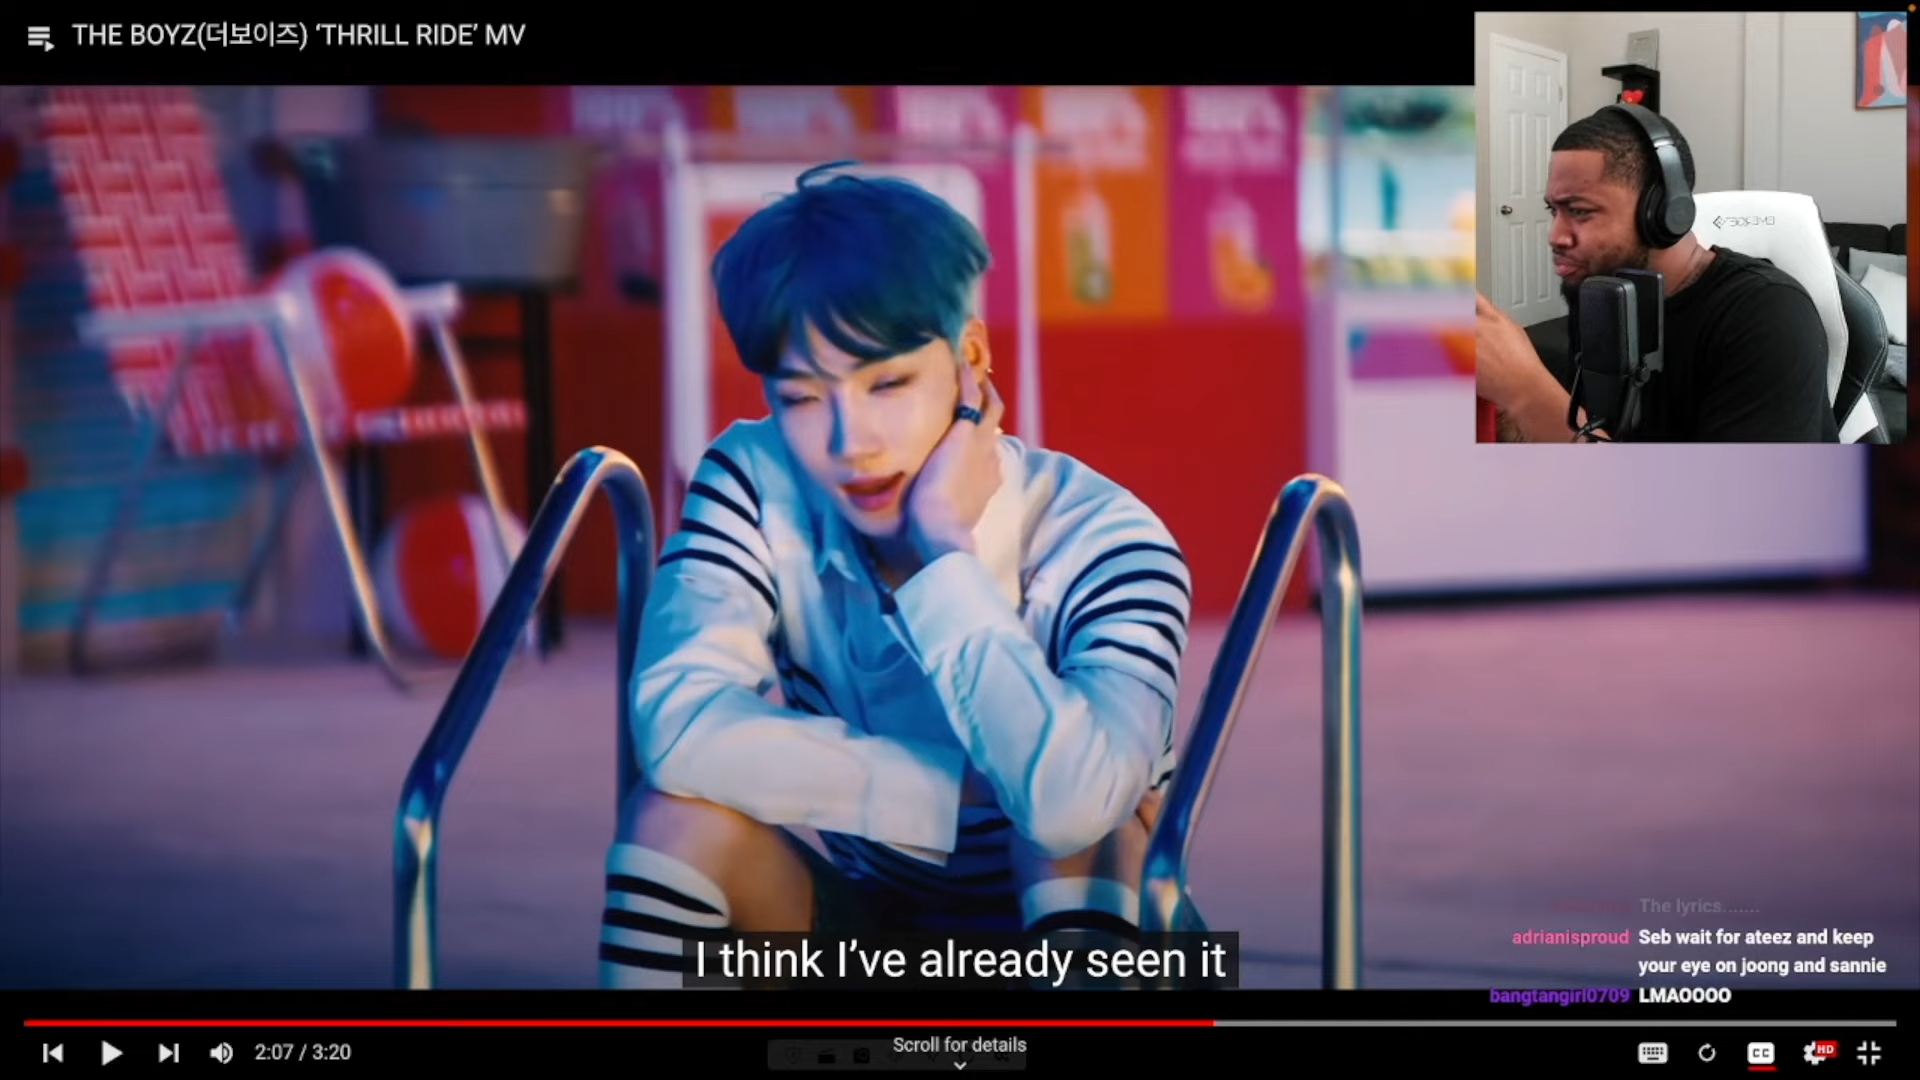 THE BOYZ(더보이즈) ‘THRILL RIDE’ MV
I think I’ve already seen it
The lyrics.......
adrianisproud Seb wait for ateez and keep
your eye on joong and sannie
bangtangirl0709 LMAOOOO
2:07 / 3:20
Scroll for details
CC
HD